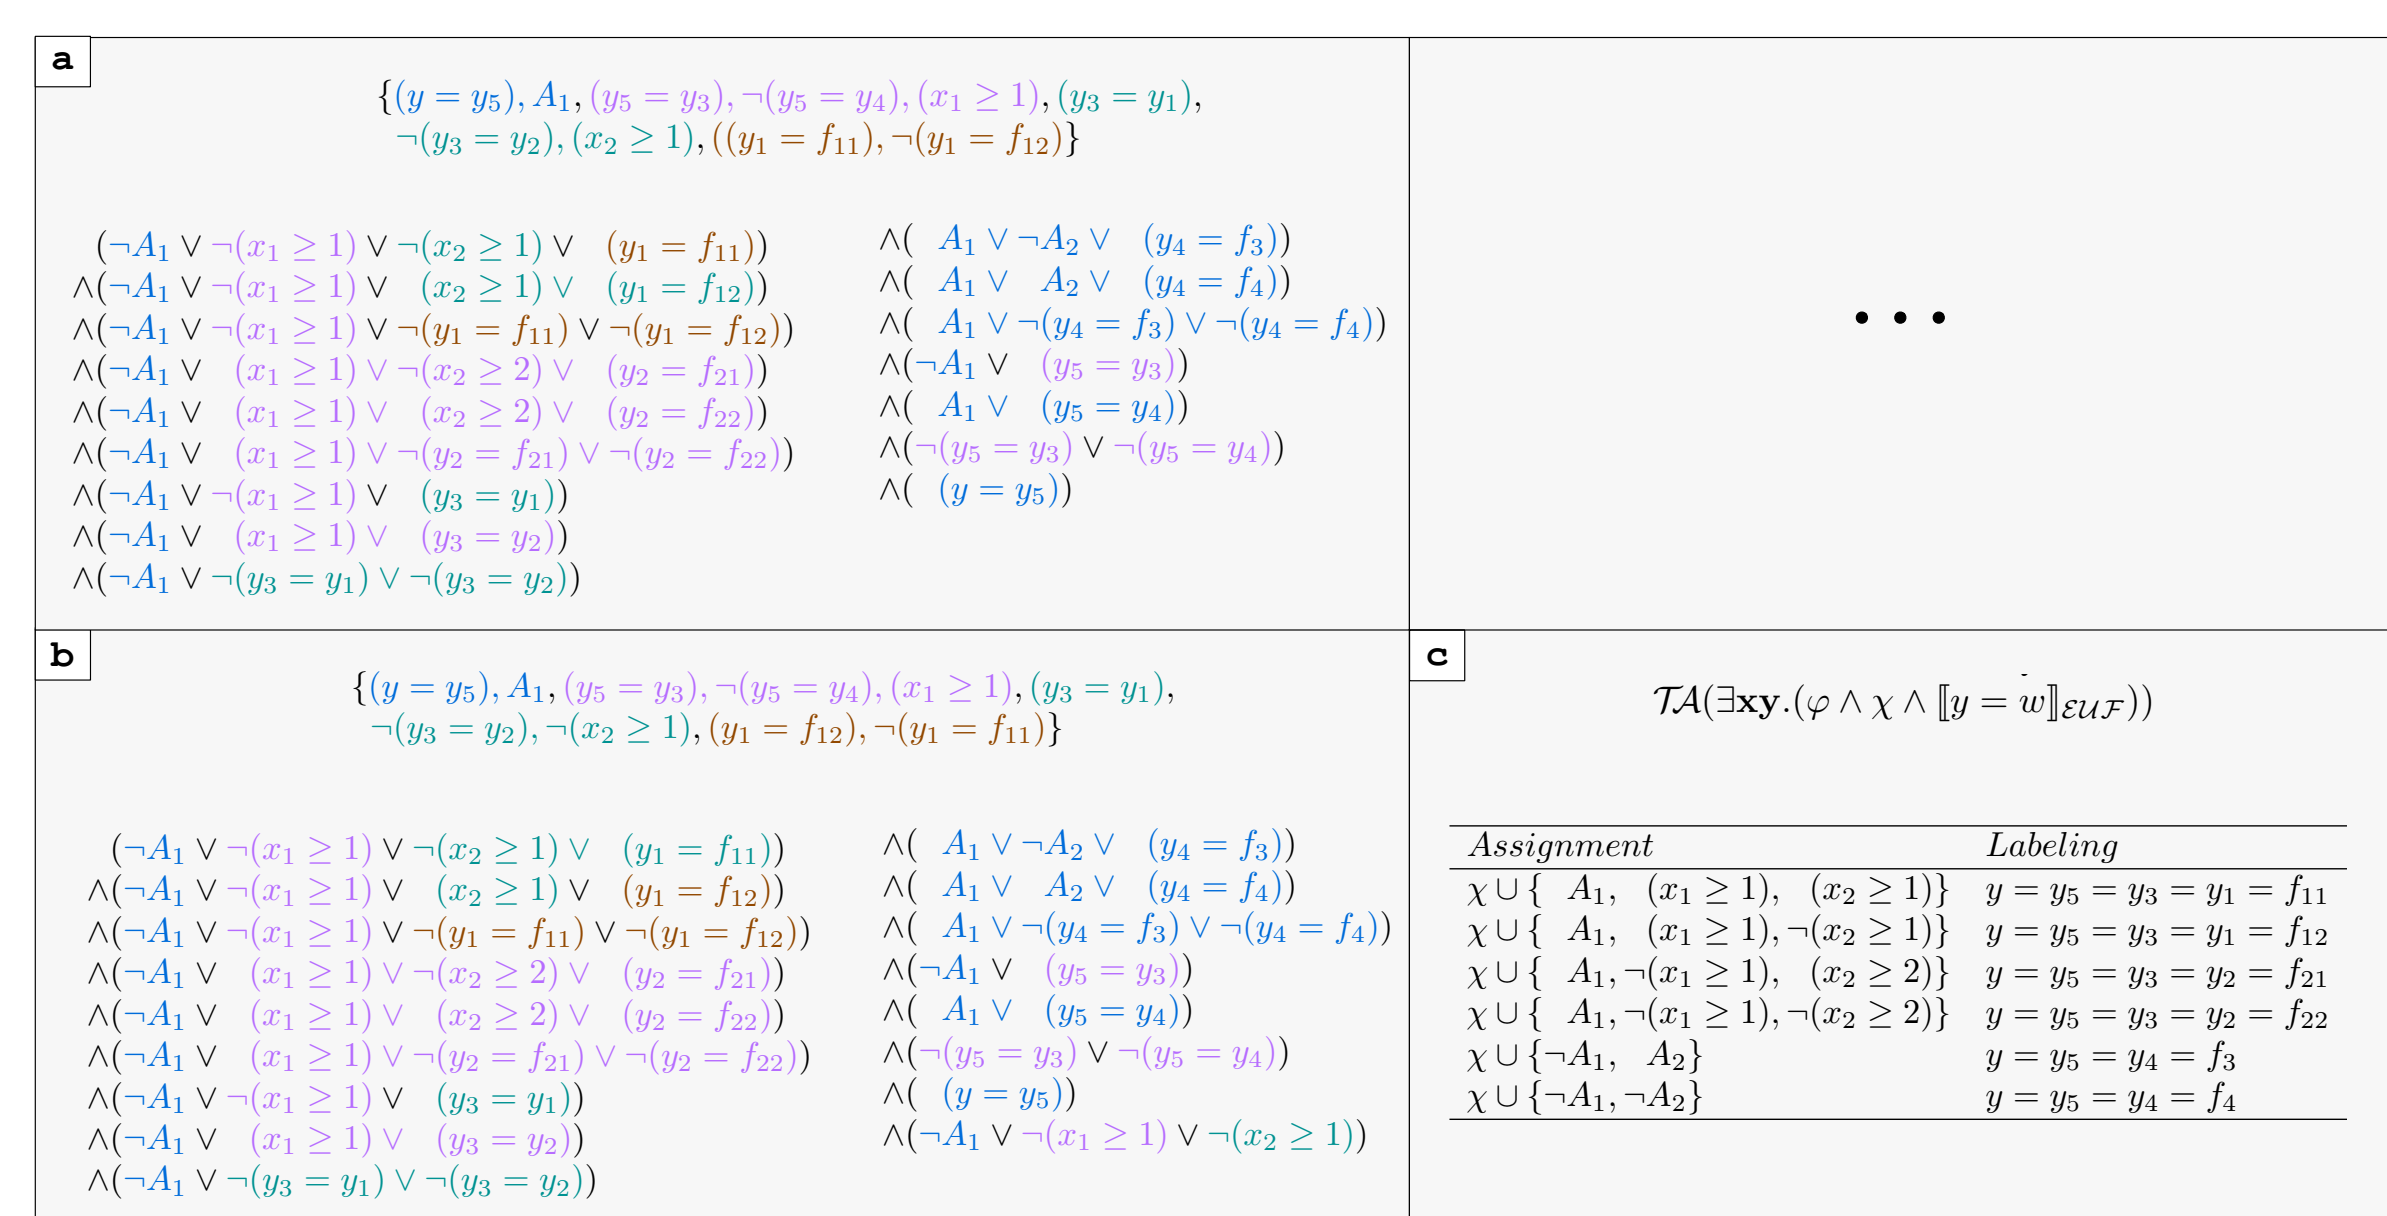 a
{(y = y₅), A₁, (y₅ = y₃), ¬(y₅ = y₄), (x₁ ≥ 1), (y₃ = y₁),
¬(y₃ = y₂), (x₂ ≥ 1), ((y₁ = f₁₁), ¬(y₁ = f₁₂)}
(¬A₁ ∨ ¬(x₁ ≥ 1) ∨ ¬(x₂ ≥ 1) ∨ (y₁ = f₁₁))
∧(¬A₁ ∨ ¬(x₁ ≥ 1) ∨ (x₂ ≥ 1) ∨ (y₁ = f₁₂))
∧(¬A₁ ∨ ¬(x₁ ≥ 1) ∨ ¬(y₁ = f₁₁) ∨ ¬(y₁ = f₁₂))
∧(¬A₁ ∨ (x₁ ≥ 1) ∨ ¬(x₂ ≥ 2) ∨ (y₂ = f₂₁))
∧(¬A₁ ∨ (x₁ ≥ 1) ∨ (x₂ ≥ 2) ∨ (y₂ = f₂₂))
∧(¬A₁ ∨ (x₁ ≥ 1) ∨ ¬(y₂ = f₂₁) ∨ ¬(y₂ = f₂₂))
∧(¬A₁ ∨ ¬(x₁ ≥ 1) ∨ (y₃ = y₁))
∧(¬A₁ ∨ (x₁ ≥ 1) ∨ (y₃ = y₂))
∧(¬A₁ ∨ ¬(y₃ = y₁) ∨ ¬(y₃ = y₂))
∧( A₁ ∨ ¬A₂ ∨ (y₄ = f₃))
∧( A₁ ∨ A₂ ∨ (y₄ = f₄))
∧( A₁ ∨ ¬(y₄ = f₃) ∨ ¬(y₄ = f₄))
∧(¬A₁ ∨ (y₅ = y₃))
∧( A₁ ∨ (y₅ = y₄))
∧(¬(y₅ = y₃) ∨ ¬(y₅ = y₄))
∧( (y = y₅))
• • •
b
{(y = y₅), A₁, (y₅ = y₃), ¬(y₅ = y₄), (x₁ ≥ 1), (y₃ = y₁),
¬(y₃ = y₂), ¬(x₂ ≥ 1), (y₁ = f₁₂), ¬(y₁ = f₁₁)}
(¬A₁ ∨ ¬(x₁ ≥ 1) ∨ ¬(x₂ ≥ 1) ∨ (y₁ = f₁₁))
∧(¬A₁ ∨ ¬(x₁ ≥ 1) ∨ (x₂ ≥ 1) ∨ (y₁ = f₁₂))
∧(¬A₁ ∨ ¬(x₁ ≥ 1) ∨ ¬(y₁ = f₁₁) ∨ ¬(y₁ = f₁₂))
∧(¬A₁ ∨ (x₁ ≥ 1) ∨ ¬(x₂ ≥ 2) ∨ (y₂ = f₂₁))
∧(¬A₁ ∨ (x₁ ≥ 1) ∨ (x₂ ≥ 2) ∨ (y₂ = f₂₂))
∧(¬A₁ ∨ (x₁ ≥ 1) ∨ ¬(y₂ = f₂₁) ∨ ¬(y₂ = f₂₂))
∧(¬A₁ ∨ ¬(x₁ ≥ 1) ∨ (y₃ = y₁))
∧(¬A₁ ∨ (x₁ ≥ 1) ∨ (y₃ = y₂))
∧(¬A₁ ∨ ¬(y₃ = y₁) ∨ ¬(y₃ = y₂))
∧( A₁ ∨ ¬A₂ ∨ (y₄ = f₃))
∧( A₁ ∨ A₂ ∨ (y₄ = f₄))
∧( A₁ ∨ ¬(y₄ = f₃) ∨ ¬(y₄ = f₄))
∧(¬A₁ ∨ (y₅ = y₃))
∧( A₁ ∨ (y₅ = y₄))
∧(¬(y₅ = y₃) ∨ ¬(y₅ = y₄))
∧( (y = y₅))
∧(¬A₁ ∨ ¬(x₁ ≥ 1) ∨ ¬(x₂ ≥ 1))
c
𝒯𝒜(∃𝐱𝐲.(φ ∧ χ ∧ ⟦y = w⟧ℰ𝒰ℱ))
Assignment Labeling
χ ∪ { A₁, (x₁ ≥ 1), (x₂ ≥ 1)} y = y₅ = y₃ = y₁ = f₁₁
χ ∪ { A₁, (x₁ ≥ 1), ¬(x₂ ≥ 1)} y = y₅ = y₃ = y₁ = f₁₂
χ ∪ { A₁, ¬(x₁ ≥ 1), (x₂ ≥ 2)} y = y₅ = y₃ = y₂ = f₂₁
χ ∪ { A₁, ¬(x₁ ≥ 1), ¬(x₂ ≥ 2)} y = y₅ = y₃ = y₂ = f₂₂
χ ∪ {¬A₁, A₂} y = y₅ = y₄ = f₃
χ ∪ {¬A₁, ¬A₂} y = y₅ = y₄ = f₄